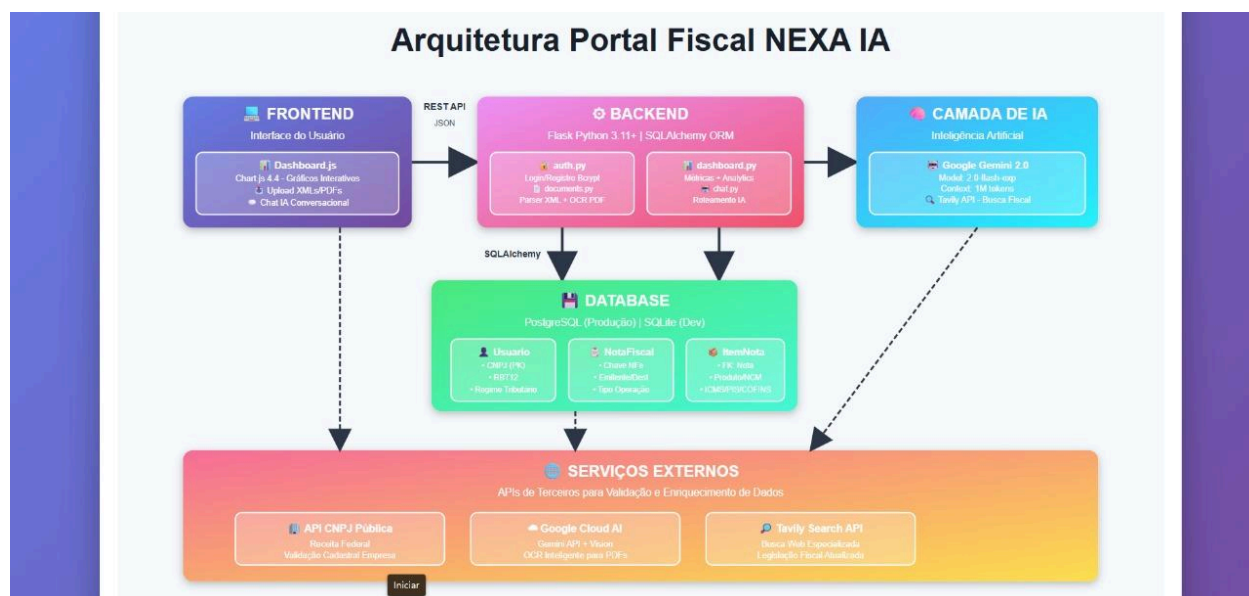 Arquitetura Portal Fiscal NEXA IA
FRONTEND
Interface do Usuário
Dashboard.js
Chart.js 4.4 - Gráficos Interativos
Upload XMLs/PDFs
Chat IA Conversacional
REST API
JSON
BACKEND
Flask Python 3.11+ | SQLAlchemy ORM
auth.py
Login/Registro Bcrypt
documents.py
Parser XML + OCR PDF
dashboard.py
Métricas + Analytics
chat.py
Roteamento IA
CAMADA DE IA
Inteligência Artificial
Google Gemini 2.0
Model: 2.0-flash-exp
Context: 1M tokens
Tavily API - Busca Fiscal
SQLAlchemy
DATABASE
PostgreSQL (Produção) | SQLite (Dev)
Usuario
• CNPJ (PK)
• RBT12
• Regime Tributário
NotaFiscal
• Chave NFe
• Emitente/Dest
• Tipo Operação
ItemNota
• FK: Nota
• Produto/NCM
• ICMS/PIS/COFINS
SERVIÇOS EXTERNOS
APIs de Terceiros para Validação e Enriquecimento de Dados
API CNPJ Pública
Receita Federal
Validação Cadastral Empresa
Google Cloud AI
Gemini API + Vision
OCR Inteligente para PDFs
Tavily Search API
Busca Web Especializada
Legislação Fiscal Atualizada
Iniciar